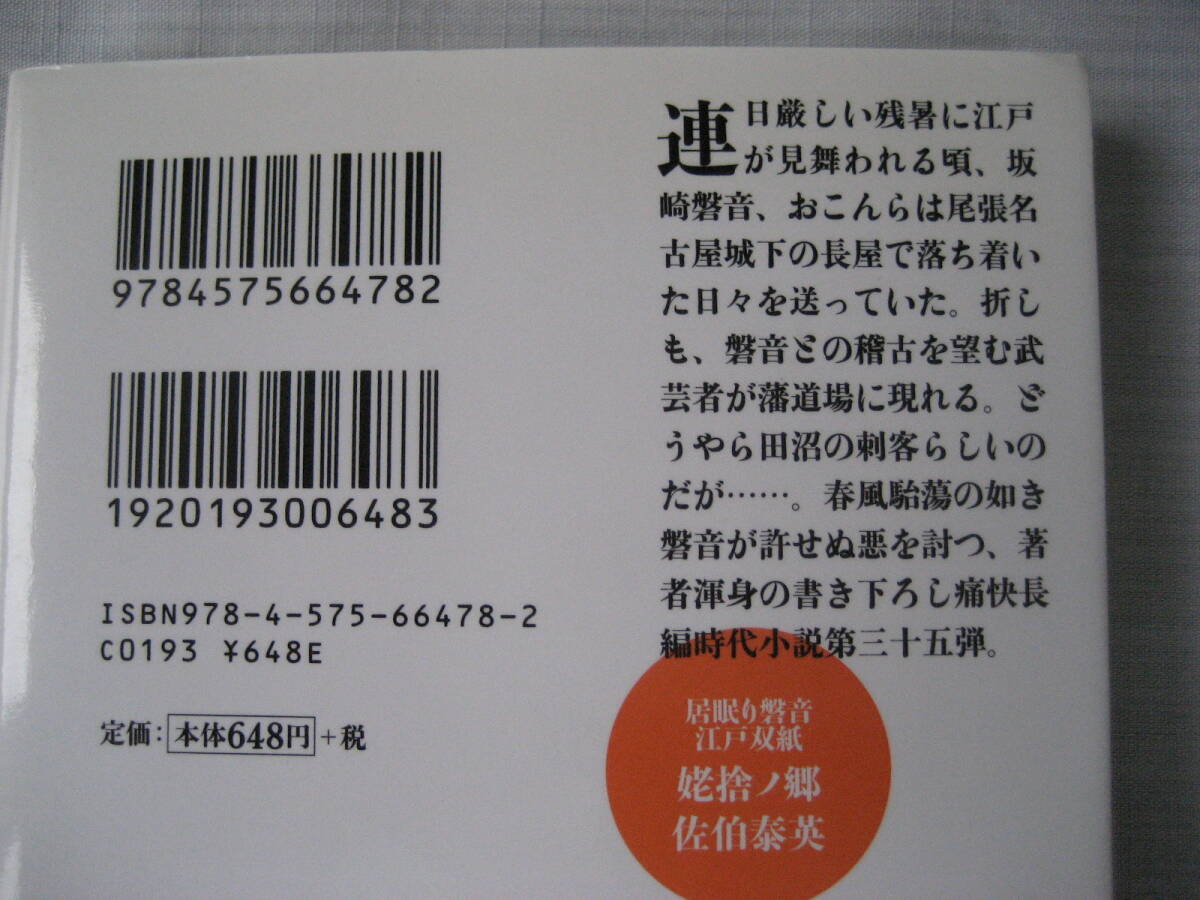 9784575664782
1920193006483
ISBN978-4-575-66478-2
C0193 ¥648E
定価：本体648円＋税
連日厳しい残暑に江戸
が見舞われる頃、坂
崎磐音、おこんらは尾張名
古屋城下の長屋で落ち着い
た日々を送っていた。折し
も、磐音との稽古を望む武
芸者が藩道場に現れる。ど
うやら田沼の刺客らしいの
だが……。春風駘蕩の如き
磐音が許せぬ悪を討つ、著
者渾身の書き下ろし痛快長
編時代小説第三十五弾。
居眠り磐音
江戸双紙
姥捨ノ郷
佐伯泰英